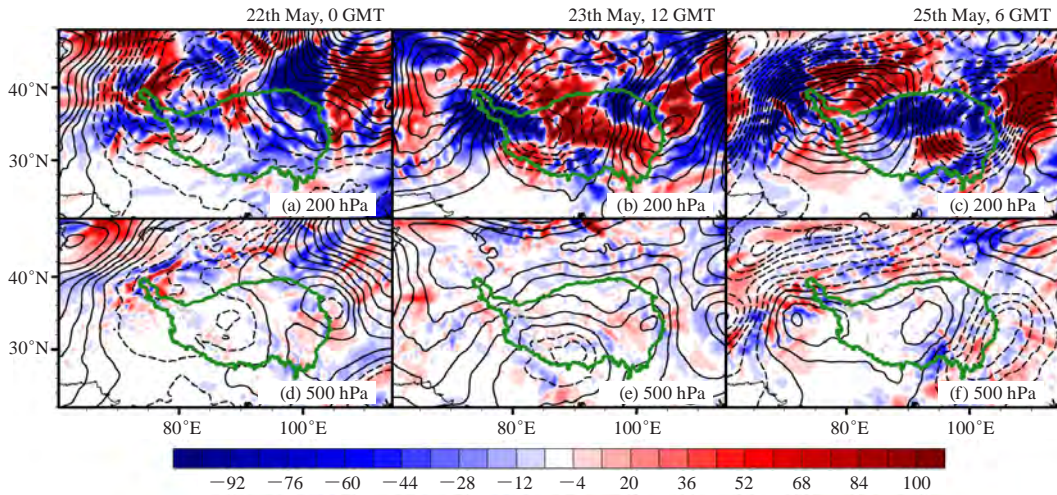 22th May, 0 GMT 23th May, 12 GMT 25th May, 6 GMT
40°N
30°N
(a) 200 hPa (b) 200 hPa (c) 200 hPa
40°N
30°N
(d) 500 hPa (e) 500 hPa (f) 500 hPa
80°E 100°E 80°E 100°E 80°E 100°E
−92 −76 −60 −44 −28 −12 −4 20 36 52 68 84 100